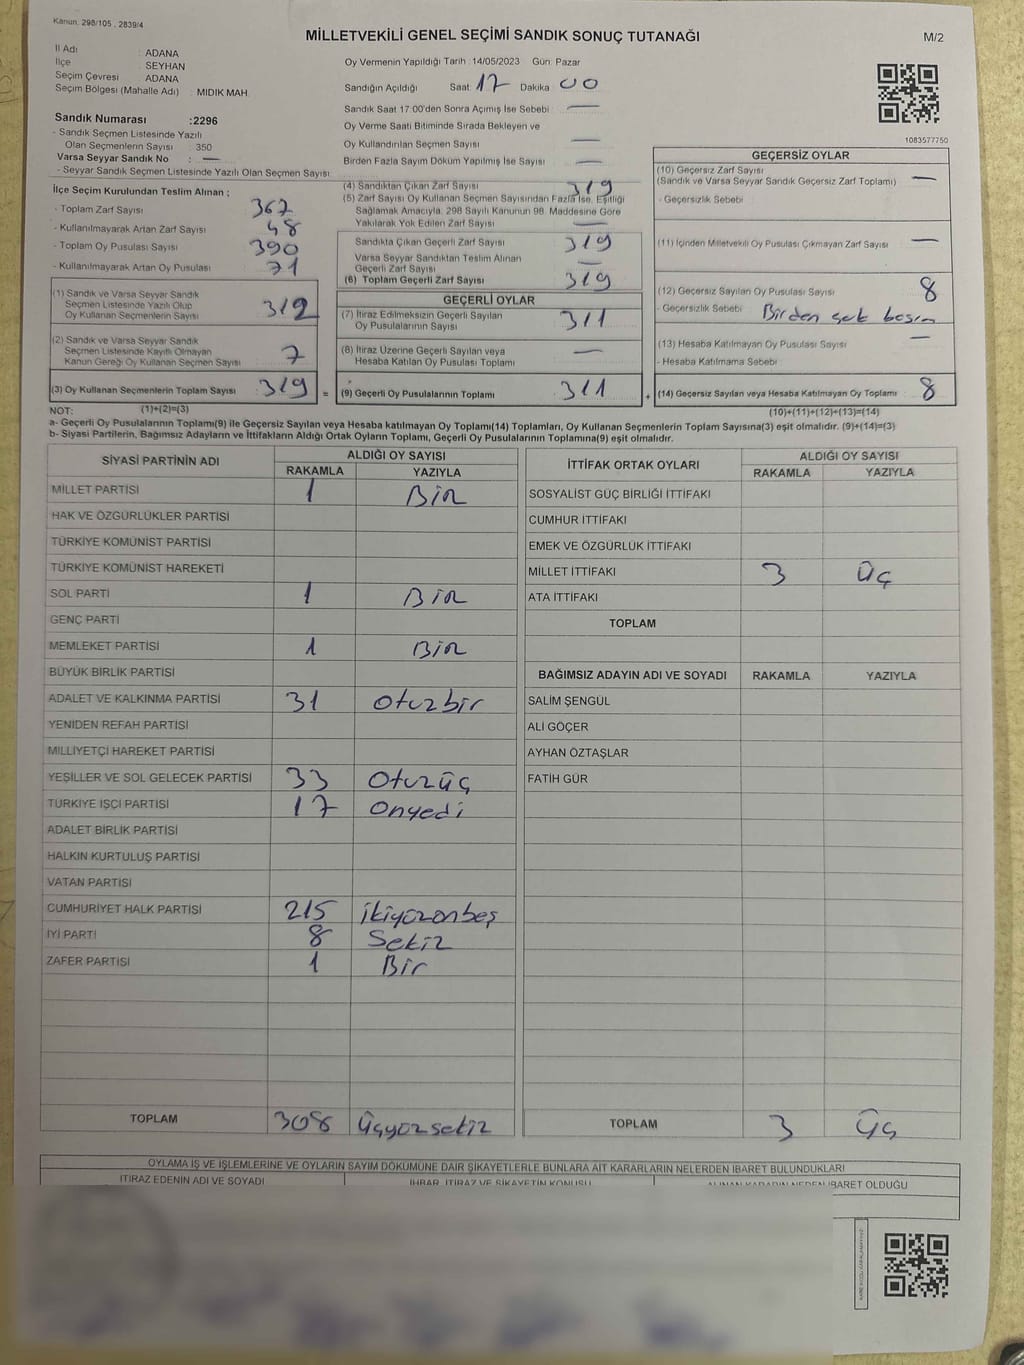 Kanun. 298/105 , 2839/4
MİLLETVEKİLİ GENEL SEÇİMİ SANDIK SONUÇ TUTANAĞI
M/2
İl Adı : ADANA
İlçe SEYHAN
Seçim Çevresi ADANA
Seçim Bölgesi (Mahalle Adı) : MIDIK MAH.
Oy Vermenin Yapıldığı Tarih : 14/05/2023 Gün: Pazar
Sandığın Açıldığı Saat: 17 Dakika 00
Sandık Saat 17:00'den Sonra Açılmış İse Sebebi —
Oy Verme Saati Bitiminde Sırada Bekleyen ve
Oy Kullandırılan Seçmen Sayısı —
Birden Fazla Sayım Döküm Yapılmış İse Sayısı —
1083577750
Sandık Numarası :2296
- Sandık Seçmen Listesinde Yazılı
Olan Seçmenlerin Sayısı : 350
Varsa Seyyar Sandık No : —
- Seyyar Sandık Seçmen Listesinde Yazılı Olan Seçmen Sayısı:
İlçe Seçim Kurulundan Teslim Alınan ;
- Toplam Zarf Sayısı 367
- Kullanılmayarak Artan Zarf Sayısı 48
- Toplam Oy Pusulası Sayısı 390
- Kullanılmayarak Artan Oy Pusulası 71
(1) Sandık ve Varsa Seyyar Sandık
Seçmen Listesinde Yazılı Olup
Oy Kullanan Seçmenlerin Sayısı 312
(2) Sandık ve Varsa Seyyar Sandık
Seçmen Listesinde Kayıtlı Olmayan
Kanun Gereği Oy Kullanan Seçmen Sayısı 7
(3) Oy Kullanan Seçmenlerin Toplam Sayısı 319 =
(4) Sandıktan Çıkan Zarf Sayısı 319
(5) Zarf Sayısı Oy Kullanan Seçmen Sayısından Fazla İse, Eşitliği
Sağlamak Amacıyla, 298 Sayılı Kanunun 98. Maddesine Göre
Yakılarak Yok Edilen Zarf Sayısı —
Sandıkta Çıkan Geçerli Zarf Sayısı 319
Varsa Seyyar Sandıktan Teslim Alınan
Geçerli Zarf Sayısı —
(6) Toplam Geçerli Zarf Sayısı 319
GEÇERLİ OYLAR
(7) İtiraz Edilmeksizin Geçerli Sayılan
Oy Pusulalarının Sayısı 311
(8) İtiraz Üzerine Geçerli Sayılan veya
Hesaba Katılan Oy Pusulası Toplamı —
(9) Geçerli Oy Pusulalarının Toplamı 311 +
GEÇERSİZ OYLAR
(10) Geçersiz Zarf Sayısı
(Sandık ve Varsa Seyyar Sandık Geçersiz Zarf Toplamı) —
- Geçersizlik Sebebi
(11) İçinden Milletvekili Oy Pusulası Çıkmayan Zarf Sayısı —
(12) Geçersiz Sayılan Oy Pusulası Sayısı 8
- Geçersizlik Sebebi Birden
(13) Hesaba Katılmayan Oy Pusulası Sayısı —
- Hesaba Katılmama Sebebi
(14) Geçersiz Sayılan veya Hesaba Katılmayan Oy Toplamı 8
NOT: (1)+(2)=(3) (10)+(11)+(12)+(13)=(14)
a- Geçerli Oy Pusulalarının Toplamı(9) ile Geçersiz Sayılan veya Hesaba katılmayan Oy Toplamı(14) Toplamları, Oy Kullanan Seçmenlerin Toplam Sayısına(3) eşit olmalıdır. (9)+(14)=(3)
b- Siyasi Partilerin, Bağımsız Adayların ve İttifakların Aldığı Ortak Oyların Toplamı, Geçerli Oy Pusulalarının Toplamına(9) eşit olmalıdır.
SİYASİ PARTİNİN ADI ALDIĞI OY SAYISI
RAKAMLA YAZIYLA
MİLLET PARTİSİ 1 Bir
HAK VE ÖZGÜRLÜKLER PARTİSİ
TÜRKİYE KOMÜNİST PARTİSİ
TÜRKİYE KOMÜNİST HAREKETİ
SOL PARTİ 1 Bir
GENÇ PARTİ
MEMLEKET PARTİSİ 1 Bir
BÜYÜK BİRLİK PARTİSİ
ADALET VE KALKINMA PARTİSİ 31 Otuzbir
YENİDEN REFAH PARTİSİ
MİLLİYETÇİ HAREKET PARTİSİ
YEŞİLLER VE SOL GELECEK PARTİSİ 33 Otuzüç
TÜRKİYE İŞÇİ PARTİSİ 17 Onyedi
ADALET BİRLİK PARTİSİ
HALKIN KURTULUŞ PARTİSİ
VATAN PARTİSİ
CUMHURİYET HALK PARTİSİ 215 İkiyüzonbeş
İYİ PARTİ 8 Sekiz
ZAFER PARTİSİ 1 Bir
TOPLAM 308 Üçyüzsekiz
İTTİFAK ORTAK OYLARI ALDIĞI OY SAYISI
RAKAMLA YAZIYLA
SOSYALİST GÜÇ BİRLİĞİ İTTİFAKI
CUMHUR İTTİFAKI
EMEK VE ÖZGÜRLÜK İTTİFAKI
MİLLET İTTİFAKI 3 Üç
ATA İTTİFAKI
TOPLAM
BAĞIMSIZ ADAYIN ADI VE SOYADI RAKAMLA YAZIYLA
SALİM ŞENGÜL
ALİ GÖÇER
AYHAN ÖZTAŞLAR
FATİH GÜR
TOPLAM 3 Üç
OYLAMA İŞ VE İŞLEMLERİNE VE OYLARIN SAYIM DÖKÜMÜNE DAİR ŞİKAYETLERLE BUNLARA AİT KARARLARIN NELERDEN İBARET BULUNDUKLARI
İTİRAZ EDENİN ADI VE SOYADI İHBAR, İTİRAZ VE ŞİKAYETİN KONUSU ALINAN KARARIN NEDEN İBARET OLDUĞU